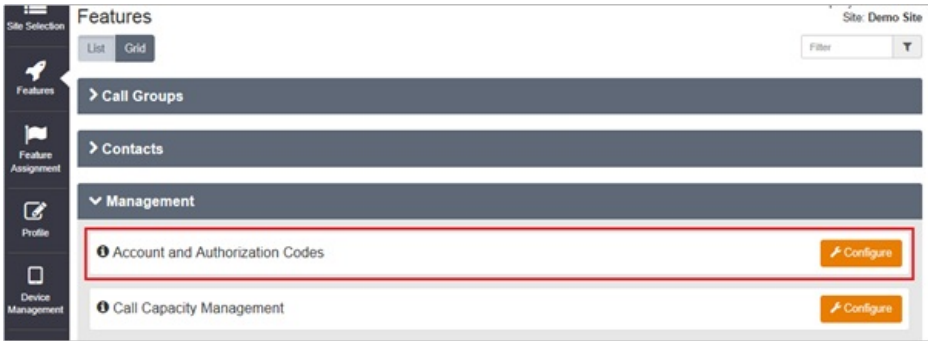 Site Selection
Features
Site: Demo Site
List Grid
Filter
Features
Call Groups
Feature
Assignment
Contacts
Management
Profile
Account and Authorization Codes
Configure
Device
Management
Call Capacity Management
Configure